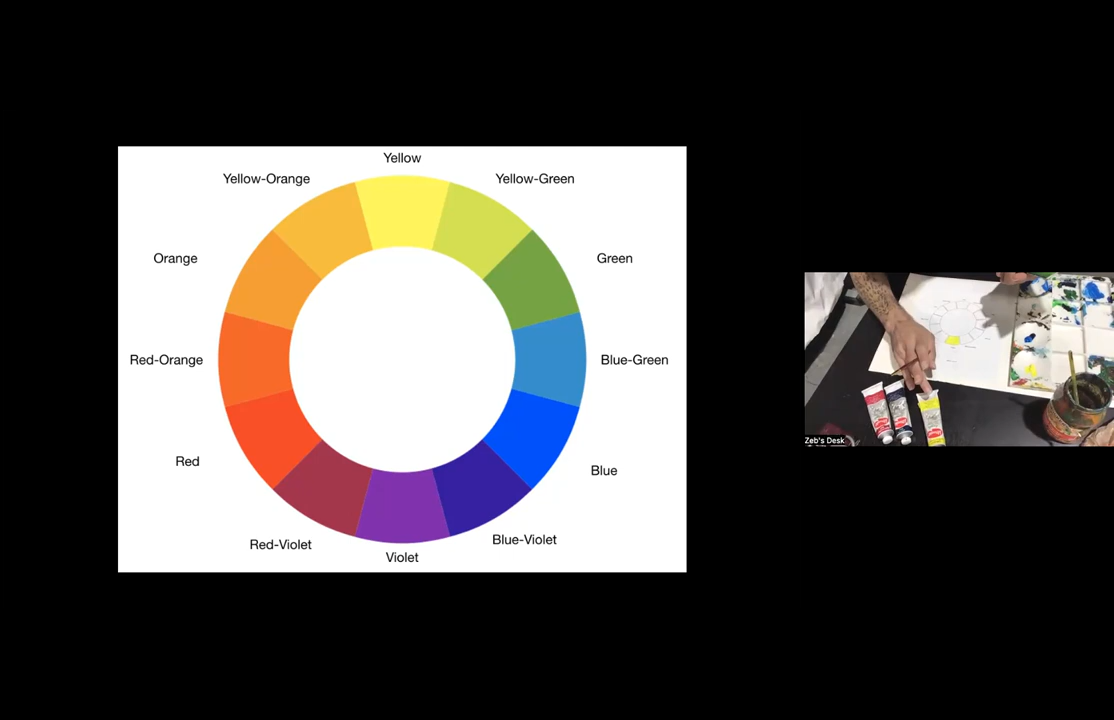 Yellow
Yellow-Orange
Yellow-Green
Orange
Green
Red-Orange
Blue-Green
Red
Blue
Red-Violet
Blue-Violet
Violet
Zeb's Desk